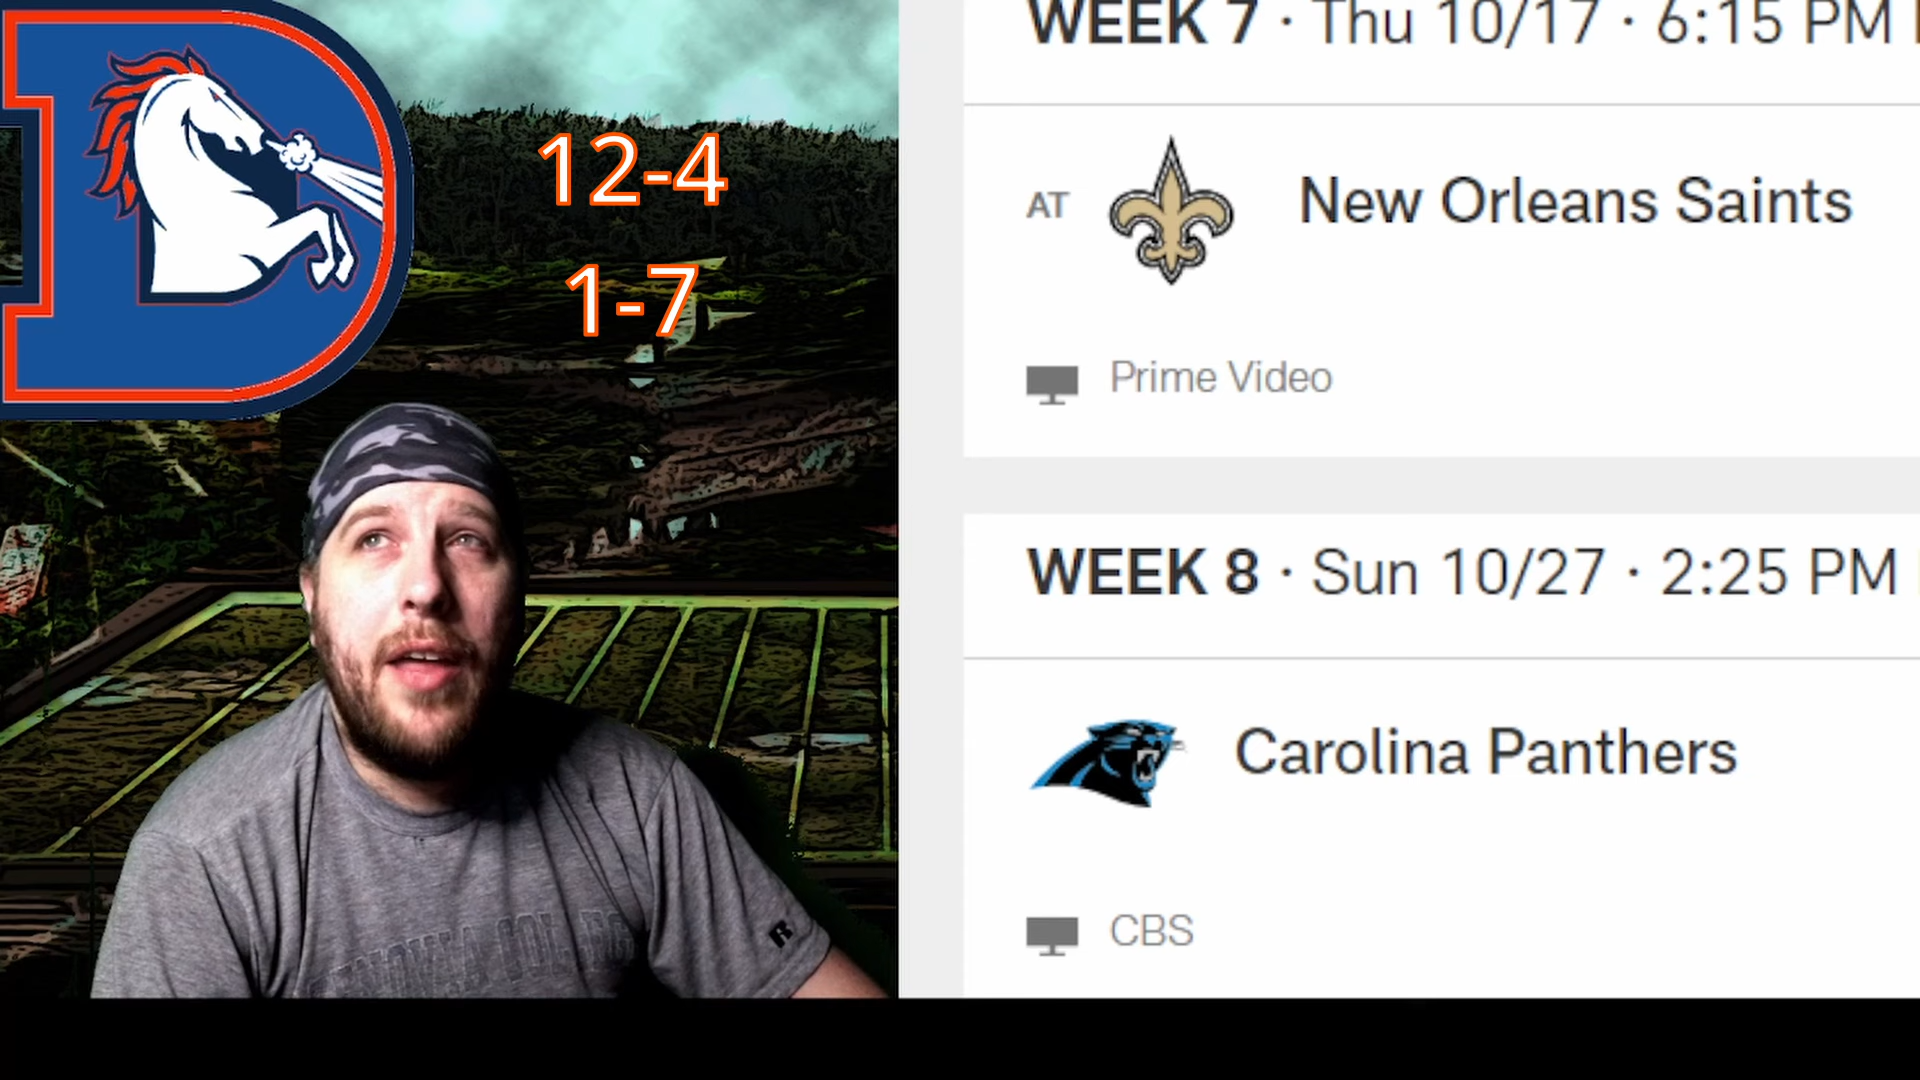 12-4
1-7
WEEK 7 · Thu 10/17 · 6:15 PM
AT
New Orleans Saints
Prime Video
WEEK 8 · Sun 10/27 · 2:25 PM
Carolina Panthers
CBS
R